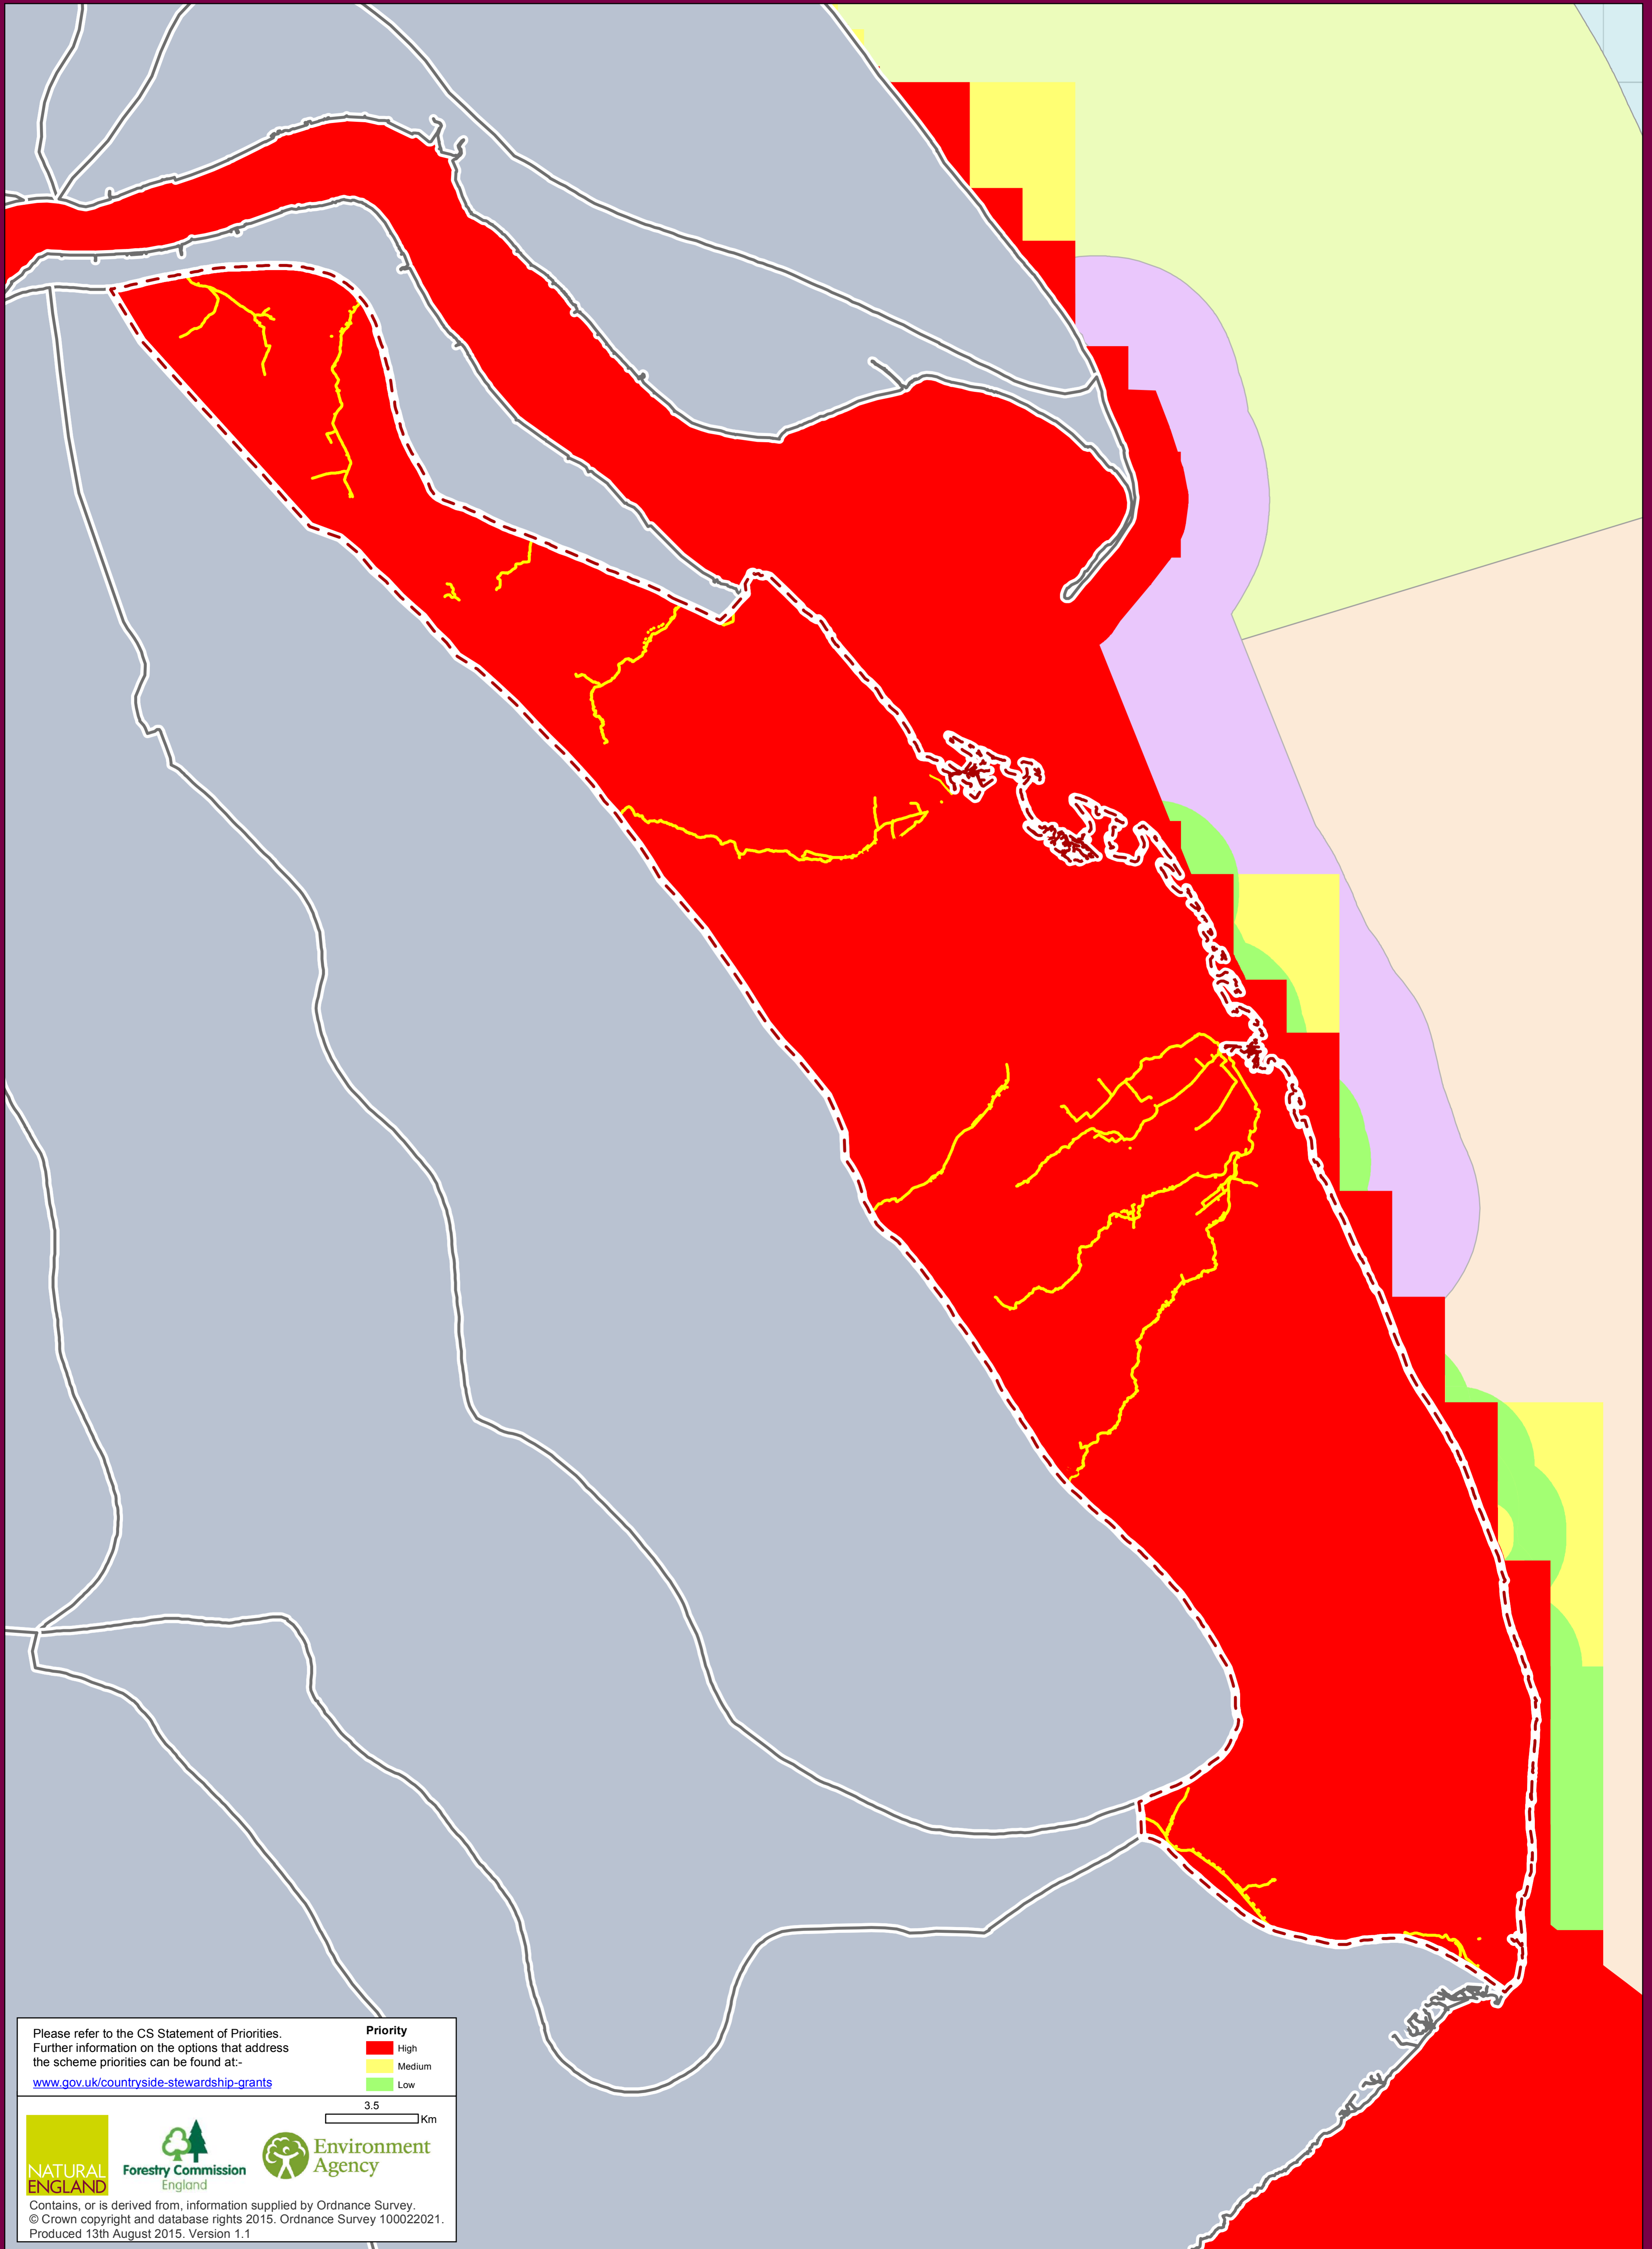 Please refer to the CS Statement of Priorities.
Further information on the options that address
the scheme priorities can be found at:-
www.gov.uk/countryside-stewardship-grants
Priority
High
Medium
Low
3.5
Km
NATURAL
ENGLAND
Forestry Commission
England
Environment
Agency
Contains, or is derived from, information supplied by Ordnance Survey.
© Crown copyright and database rights 2015. Ordnance Survey 100022021.
Produced 13th August 2015. Version 1.1